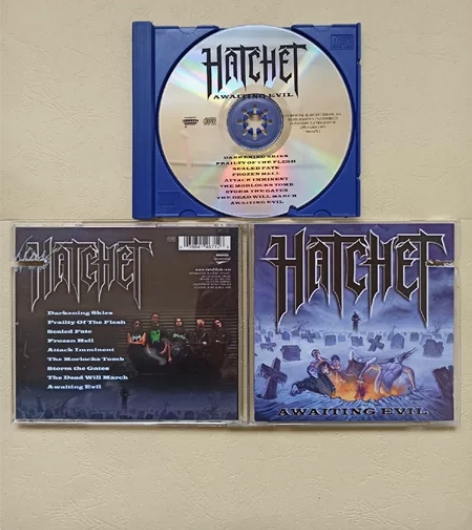 HATCHET
AWAITING EVIL
DARKENING SKIES
FRAILTY OF THE FLESH
SEALED FATE
FROZEN HELL
ATTACK IMMINENT
THE MORLOCKS TOMB
STORM THE GATES
THE DEAD WILL MARCH
AWAITING EVIL
HATCHET
Darkening Skies
Frailty Of The Flesh
Sealed Fate
Frozen Hell
Attack Imminent
The Morlocks Tomb
Storm the Gates
The Dead Will March
Awaiting Evil
HATCHET
AWAITING EVIL